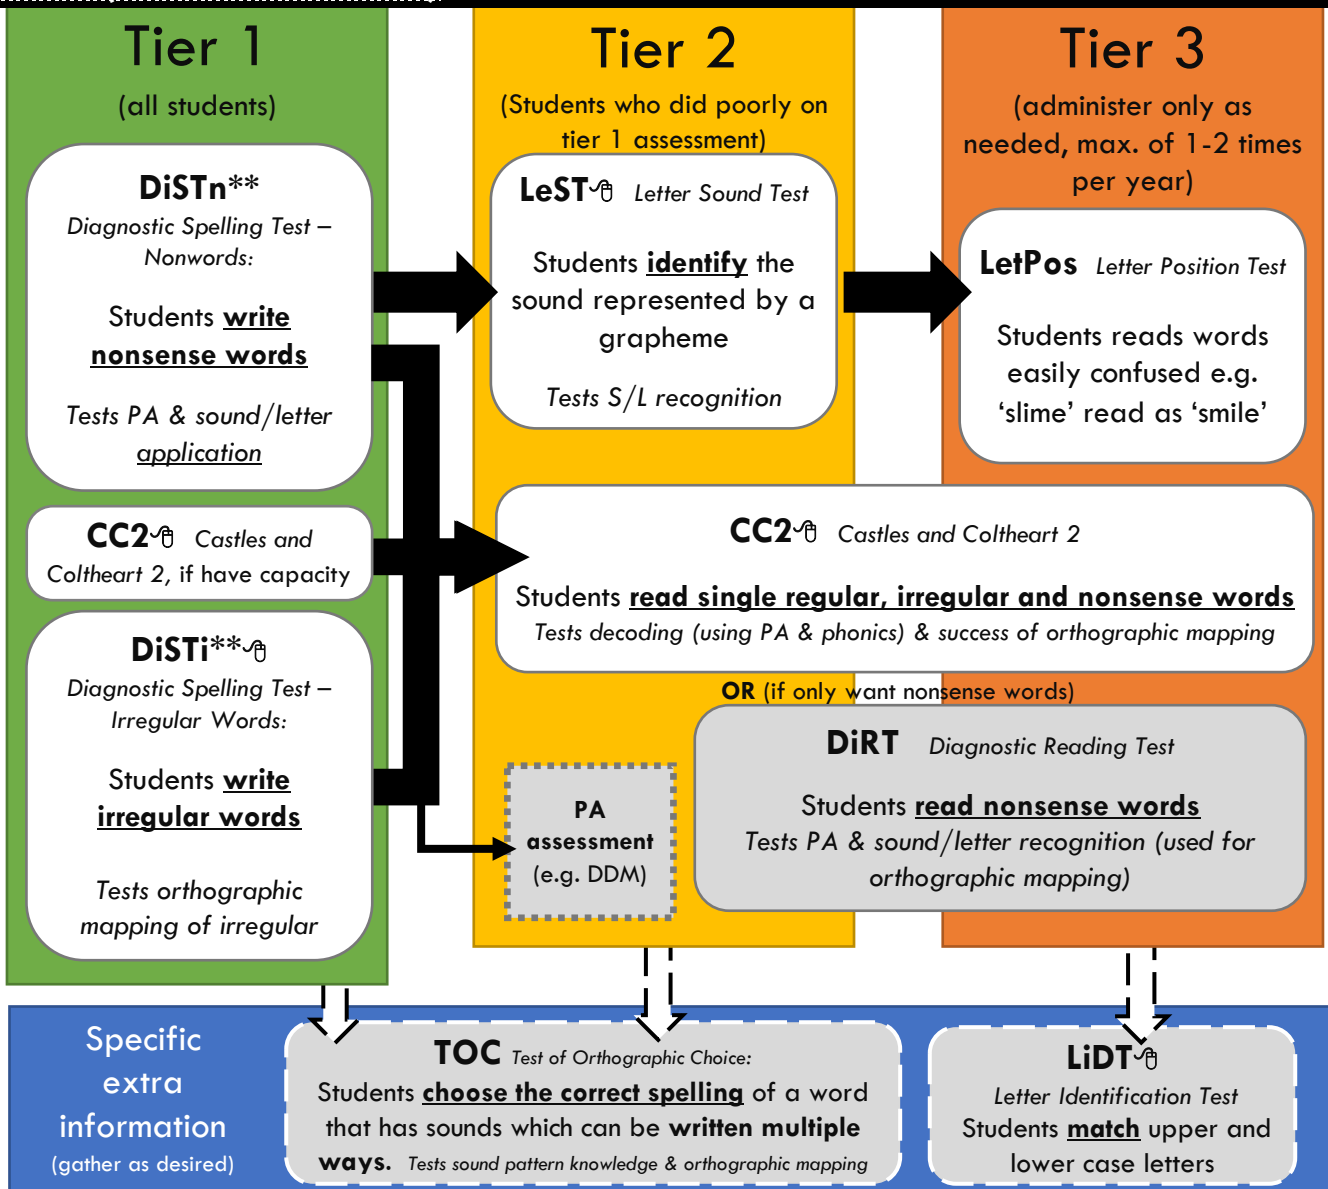 Tier 1
(all students)
DiSTn**
Diagnostic Spelling Test –
Nonwords:
Students write
nonsense words
Tests PA & sound/letter
application
CC2 Castles and
Coltheart 2, if have capacity
DiSTi**
Diagnostic Spelling Test –
Irregular Words:
Students write
irregular words
Tests orthographic
mapping of irregular
Tier 2
(Students who did poorly on
tier 1 assessment)
LeST Letter Sound Test
Students identify the
sound represented by a
grapheme
Tests S/L recognition
Tier 3
(administer only as
needed, max. of 1-2 times
per year)
LetPos Letter Position Test
Students reads words
easily confused e.g.
‘slime’ read as ‘smile’
CC2 Castles and Coltheart 2
Students read single regular, irregular and nonsense words
Tests decoding (using PA & phonics) & success of orthographic mapping
OR (if only want nonsense words)
DiRT Diagnostic Reading Test
Students read nonsense words
Tests PA & sound/letter recognition (used for
orthographic mapping)
PA
assessment
(e.g. DDM)
Specific
extra
information
(gather as desired)
TOC Test of Orthographic Choice:
Students choose the correct spelling of a word
that has sounds which can be written multiple
ways. Tests sound pattern knowledge & orthographic mapping
LiDT
Letter Identification Test
Students match upper and
lower case letters